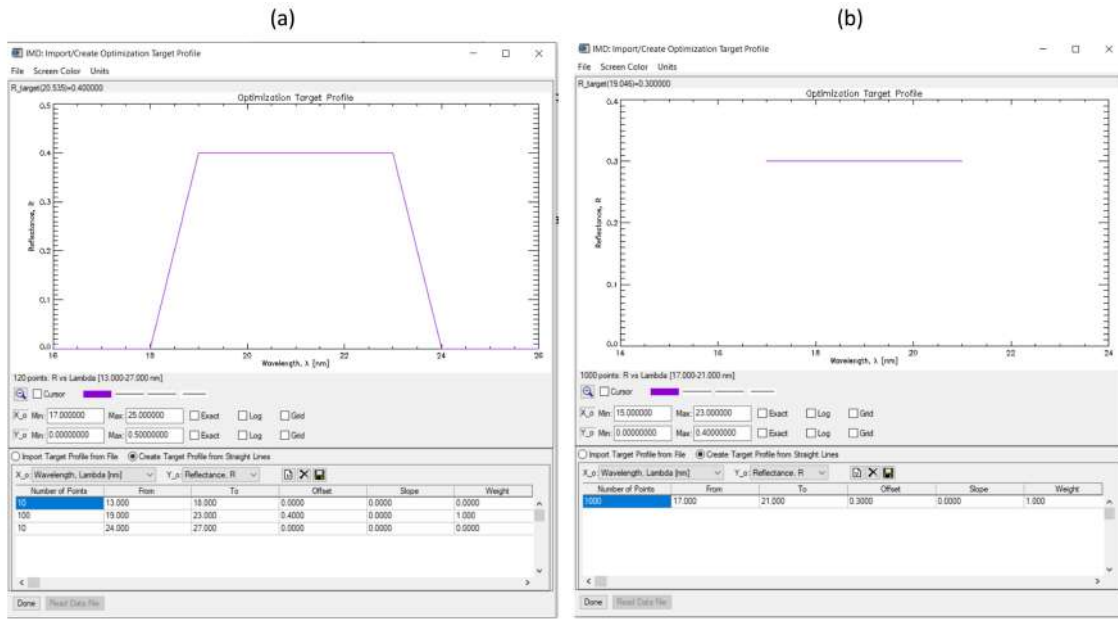 (a)
IMD: Import/Create Optimization Target Profile
File Screen Color Units
R_target(20.535)=0.400000
Optimization Target Profile
0.5
0.4
0.3
0.2
0.1
0.0
Reflectance, R
16 18 20 22 24 26
Wavelength, λ [nm]
120 points: R vs Lambda [13.000-27.000 nm]
Cursor
X_o Min: 17.000000 Max: 25.000000 Exact Log Grid
Y_o Min: 0.00000000 Max: 0.50000000 Exact Log Grid
Import Target Profile from File Create Target Profile from Straight Lines
X_o: Wavelength, Lambda [nm] Y_o: Reflectance, R
Number of Points From To Offset Slope Weight
10 13.000 18.000 0.0000 0.0000 0.0000
100 19.000 23.000 0.4000 0.0000 1.000
10 24.000 27.000 0.0000 0.0000 0.0000
Done Read Data File
(b)
IMD: Import/Create Optimization Target Profile
File Screen Color Units
R_target(19.046)=0.300000
Optimization Target Profile
0.4
0.3
0.2
0.1
0.0
Reflectance, R
14 16 18 20 22 24
Wavelength, λ [nm]
1000 points: R vs Lambda [17.000-21.000 nm]
Cursor
X_o Min: 15.000000 Max: 23.000000 Exact Log Grid
Y_o Min: 0.00000000 Max: 0.40000000 Exact Log Grid
Import Target Profile from File Create Target Profile from Straight Lines
X_o: Wavelength, Lambda [nm] Y_o: Reflectance, R
Number of Points From To Offset Slope Weight
1000 17.000 21.000 0.3000 0.0000 1.000
Done Read Data File